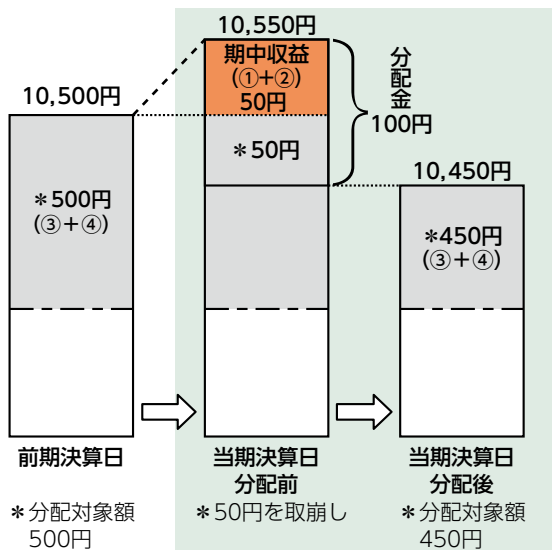 10,550円
期中収益
(①+②)
50円
分配金
100円
10,500円
＊50円
10,450円
＊500円
(③+④)
＊450円
(③+④)
前期決算日
当期決算日
分配前
当期決算日
分配後
＊分配対象額
500円
＊50円を取崩し
＊分配対象額
450円